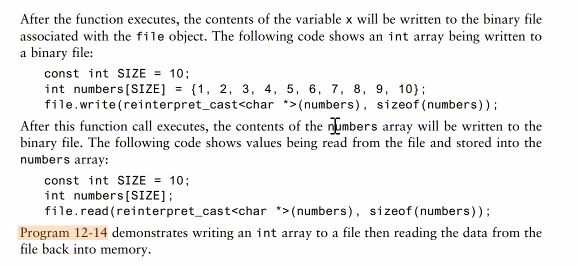 After the function executes, the contents of the variable x will be written to the binary file
associated with the file object. The following code shows an int array being written to
a binary file:
const int SIZE = 10;
int numbers[SIZE] = {1, 2, 3, 4, 5, 6, 7, 8, 9, 10};
file.write(reinterpret_cast<char *>(numbers), sizeof(numbers));
After this function call executes, the contents of the numbers array will be written to the
binary file. The following code shows values being read from the file and stored into the
numbers array:
const int SIZE = 10;
int numbers[SIZE];
file.read(reinterpret_cast<char *>(numbers), sizeof(numbers));
Program 12-14 demonstrates writing an int array to a file then reading the data from the
file back into memory.